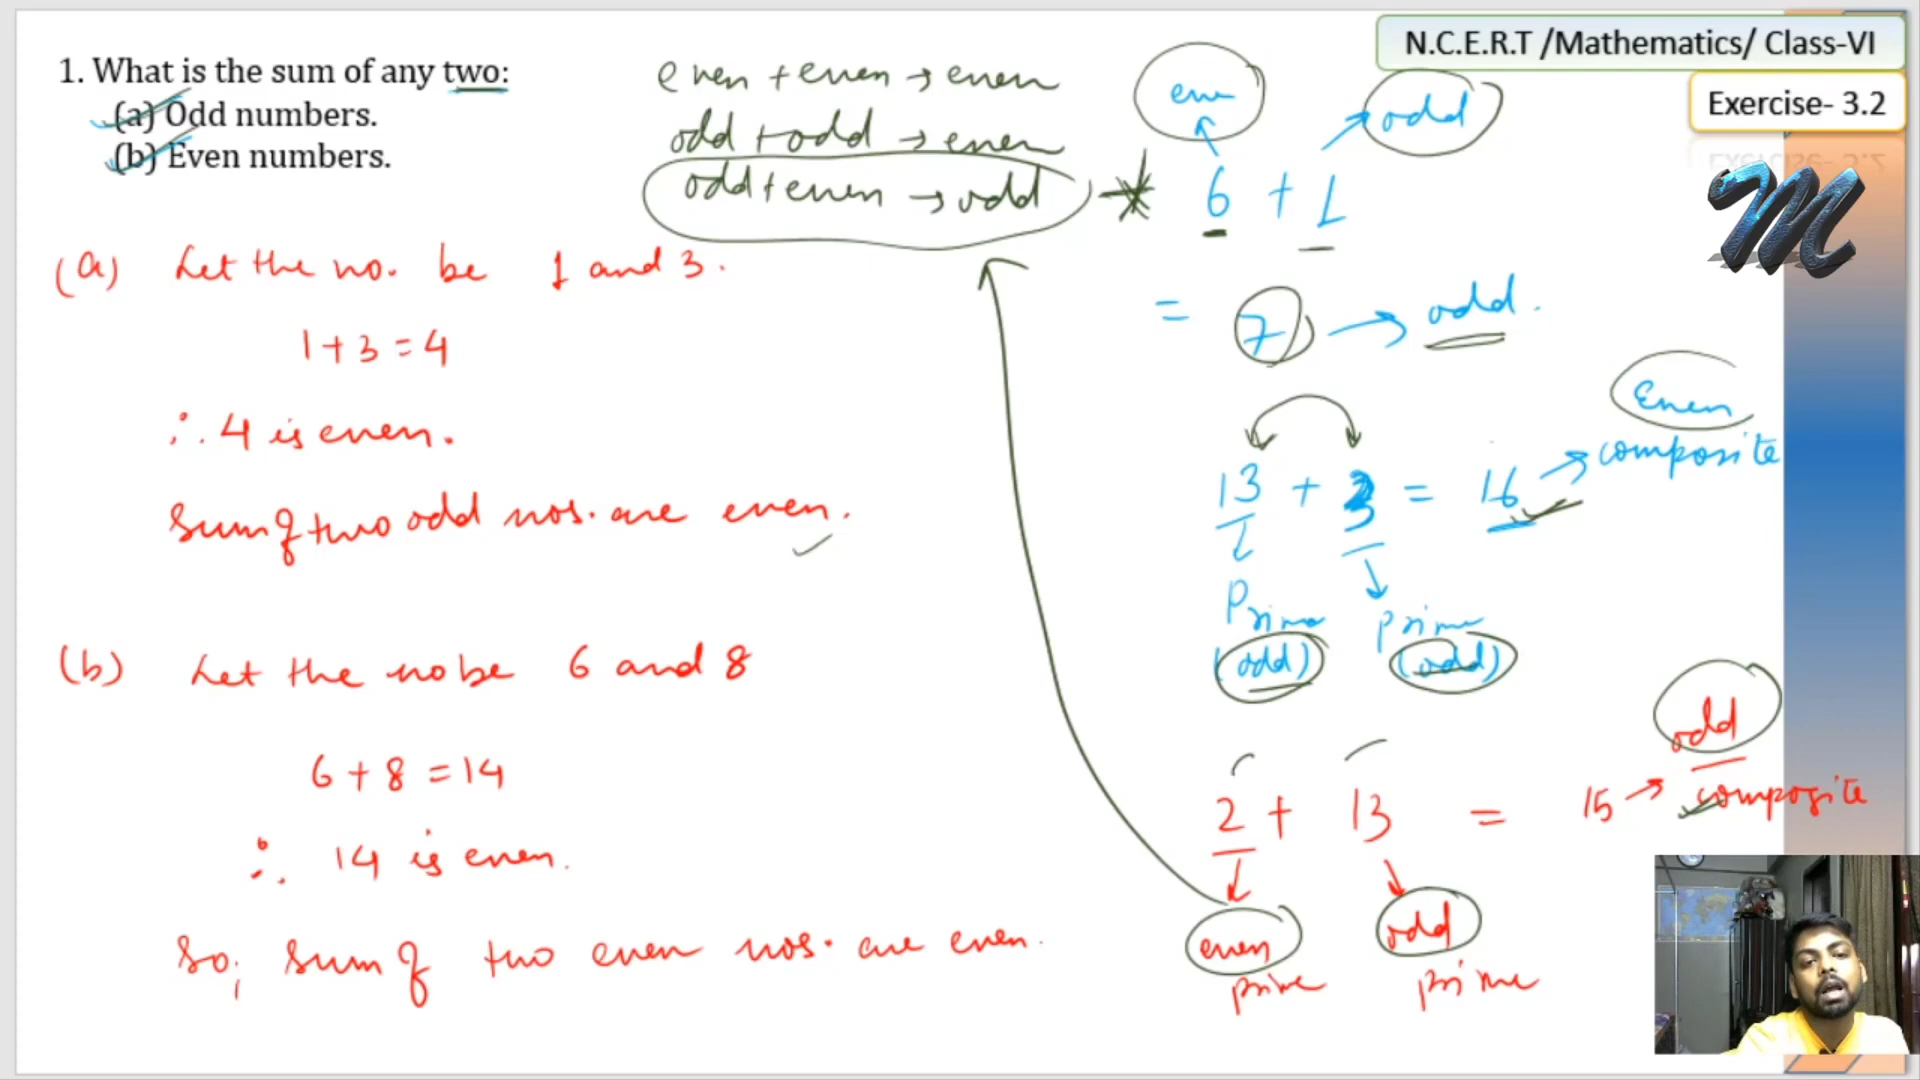 N.C.E.R.T /Mathematics/ Class-VI
Exercise- 3.2
M
1. What is the sum of any two:
(a) Odd numbers.
(b) Even numbers.
even + even → even
odd + odd → even
odd + even → odd
(a) Let the no. be 1 and 3.
1 + 3 = 4
∴ 4 is even.
Sum of two odd nos. are even.
(b) Let the no be 6 and 8
6 + 8 = 14
∴ 14 is even.
So; sum of two even nos. are even.
even odd
6 + 1
= 7 → odd.
Even
13 + 3 = 16 → composite
Prime Prime
(odd) (odd)
odd
2 + 13 = 15 → composite
even odd
prime prime